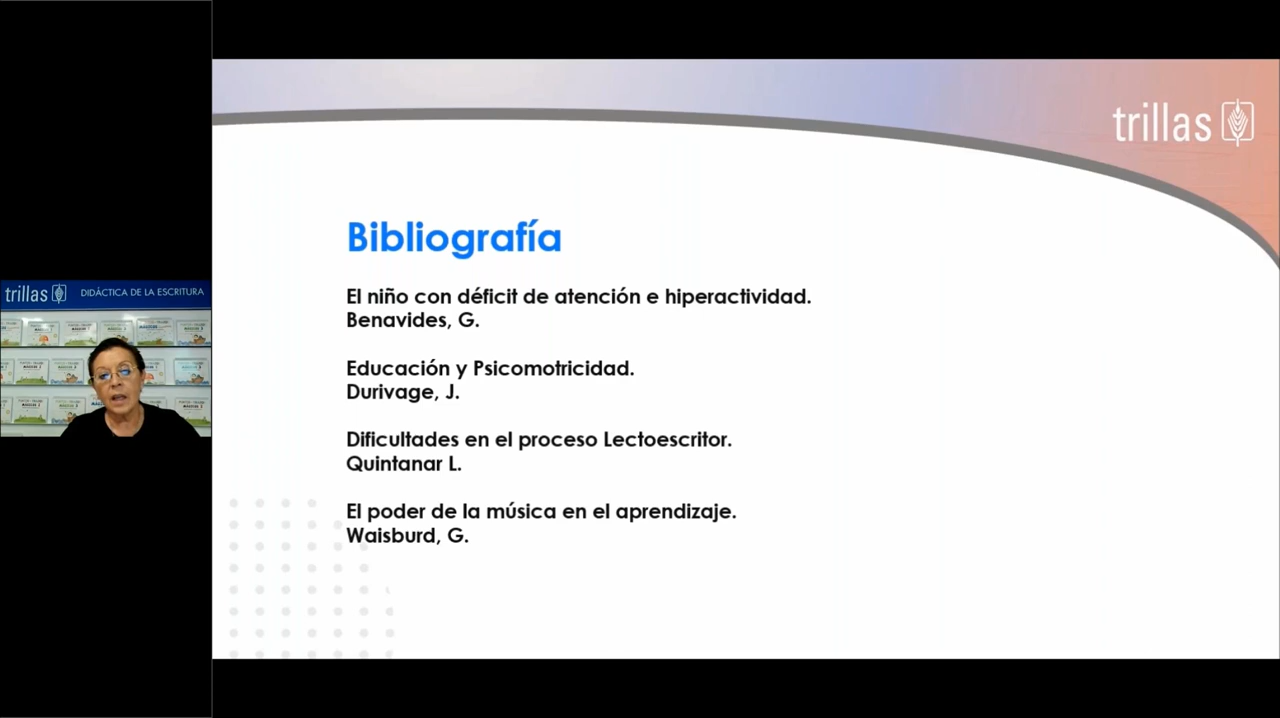 trillas
Bibliografía
El niño con déficit de atención e hiperactividad.
Benavides, G.
Educación y Psicomotricidad.
Durivage, J.
Dificultades en el proceso Lectoescritor.
Quintanar L.
El poder de la música en el aprendizaje.
Waisburd, G.
trillas DIDÁCTICA DE LA ESCRITURA